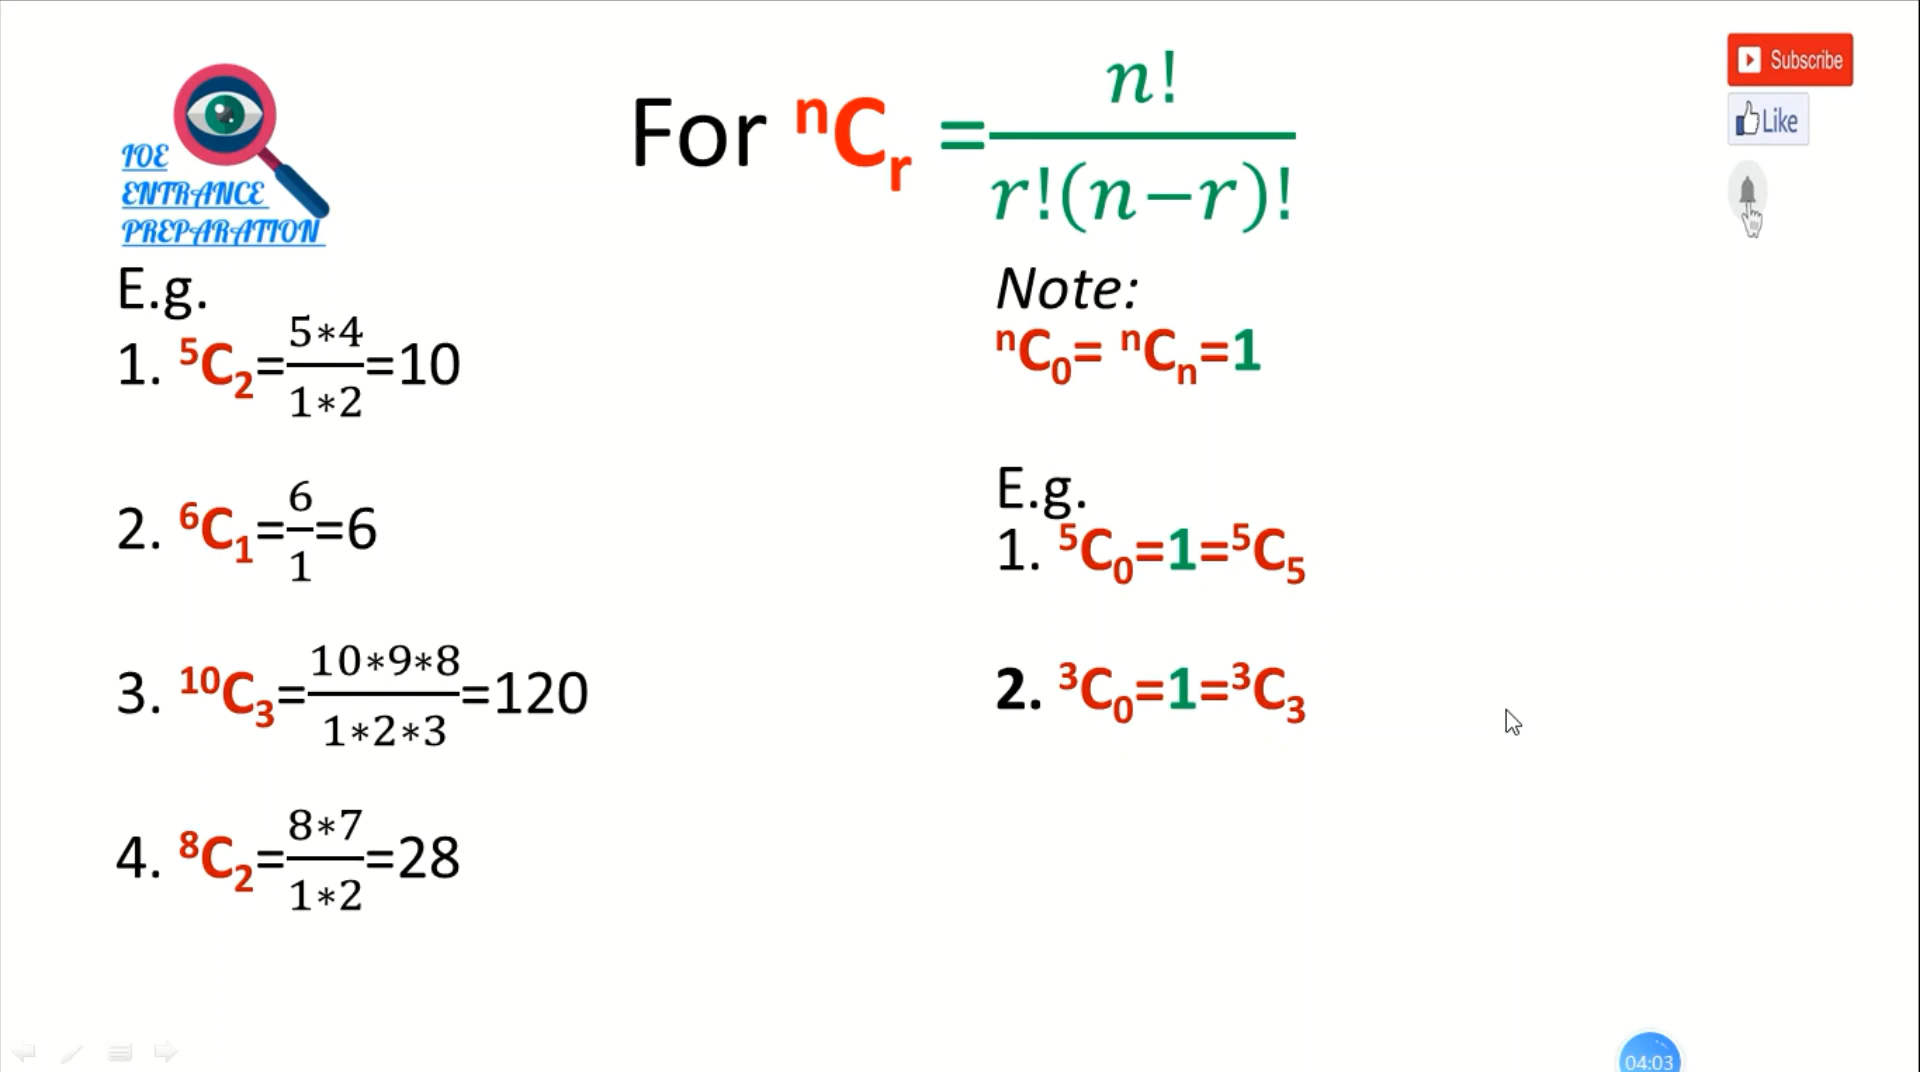 IOE
ENTRANCE
PREPARATION
For ⁿCᵣ = n! / r!(n−r)!
Subscribe
Like
E.g.
1. ⁵C₂=5∗4/1∗2=10
2. ⁶C₁=6/1=6
3. ¹⁰C₃=10∗9∗8/1∗2∗3=120
4. ⁸C₂=8∗7/1∗2=28
Note:
ⁿC₀= ⁿCₙ=1
E.g.
1. ⁵C₀=1=⁵C₅
2. ³C₀=1=³C₃
04:03